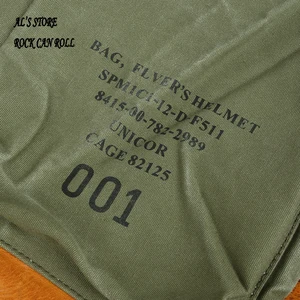 AL'S STORE
ROCK CAN ROLL
BAG, FLYER'S HELMET
SPM1C1-12-D-F511
8415-00-782-2989
UNICOR
CAGE 82125
001